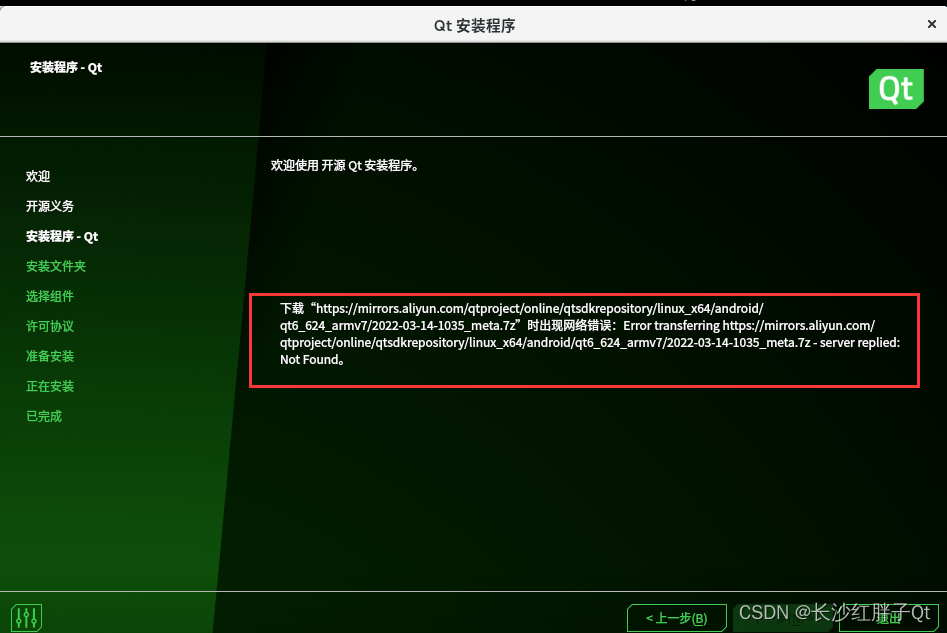 Qt 安装程序
×
安装程序 - Qt
Qt
欢迎
开源义务
安装程序 - Qt
安装文件夹
选择组件
许可协议
准备安装
正在安装
已完成
欢迎使用 开源 Qt 安装程序。
下载“https://mirrors.aliyun.com/qtproject/online/qtsdkrepository/linux_x64/android/
qt6_624_armv7/2022-03-14-1035_meta.7z”时出现网络错误：Error transferring https://mirrors.aliyun.com/
qtproject/online/qtsdkrepository/linux_x64/android/qt6_624_armv7/2022-03-14-1035_meta.7z - server replied:
Not Found。
< 上一步(B)
退出
CSDN @长沙红胖子Qt